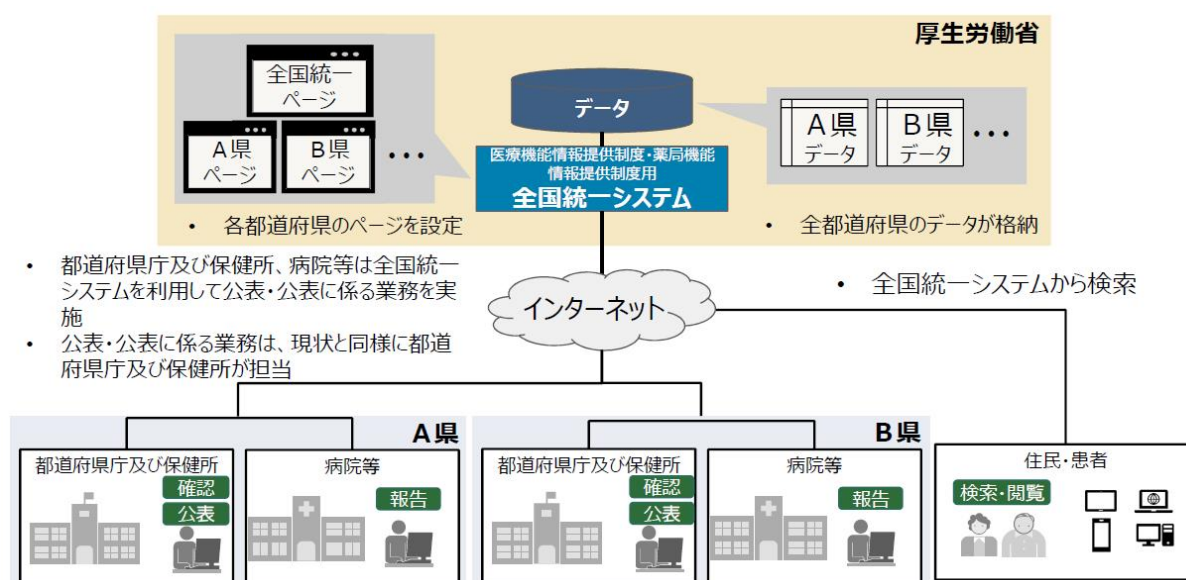 厚生労働省
全国統一
ページ
A県
ページ
B県
ページ
・・・
データ
医療機能情報提供制度・薬局機能
情報提供制度用
全国統一システム
A県
データ
B県
データ
・・・
• 各都道府県のページを設定
• 全都道府県のデータが格納
• 都道府県庁及び保健所、病院等は全国統一
システムを利用して公表・公表に係る業務を実
施
• 公表・公表に係る業務は、現状と同様に都道
府県庁及び保健所が担当
インターネット
• 全国統一システムから検索
A県
都道府県庁及び保健所
確認
公表
病院等
報告
B県
都道府県庁及び保健所
確認
公表
病院等
報告
住民・患者
検索・閲覧